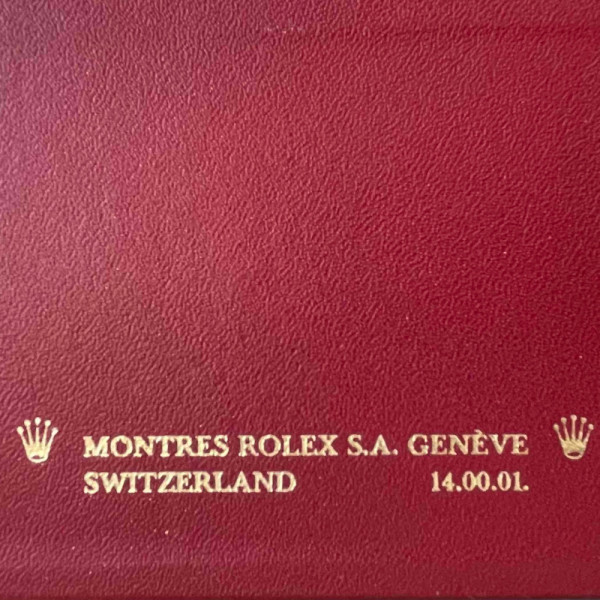 MONTRES ROLEX S.A. GENÈVE
SWITZERLAND 14.00.01.